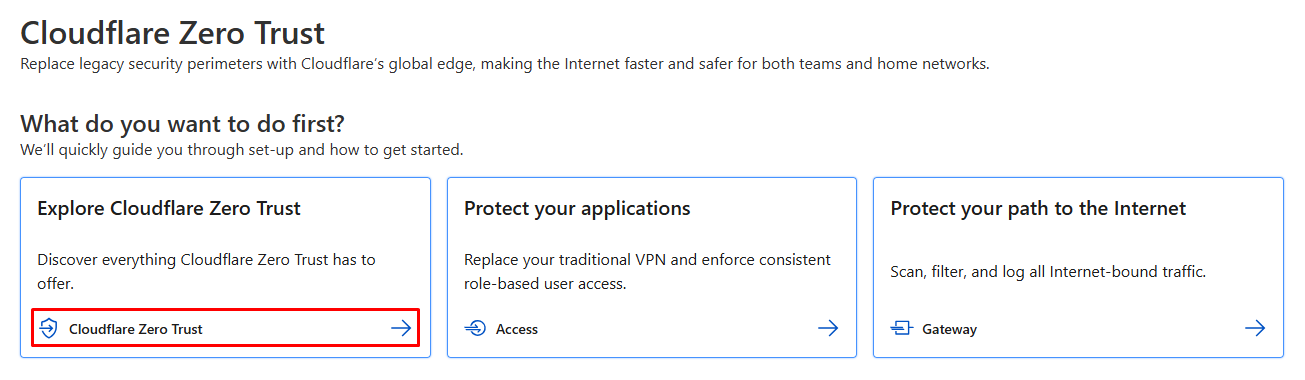 Cloudflare Zero Trust
Replace legacy security perimeters with Cloudflare’s global edge, making the Internet faster and safer for both teams and home networks.
What do you want to do first?
We’ll quickly guide you through set-up and how to get started.
Explore Cloudflare Zero Trust
Discover everything Cloudflare Zero Trust has to
offer.
Cloudflare Zero Trust
Protect your applications
Replace your traditional VPN and enforce consistent
role-based user access.
Access
Protect your path to the Internet
Scan, filter, and log all Internet-bound traffic.
Gateway